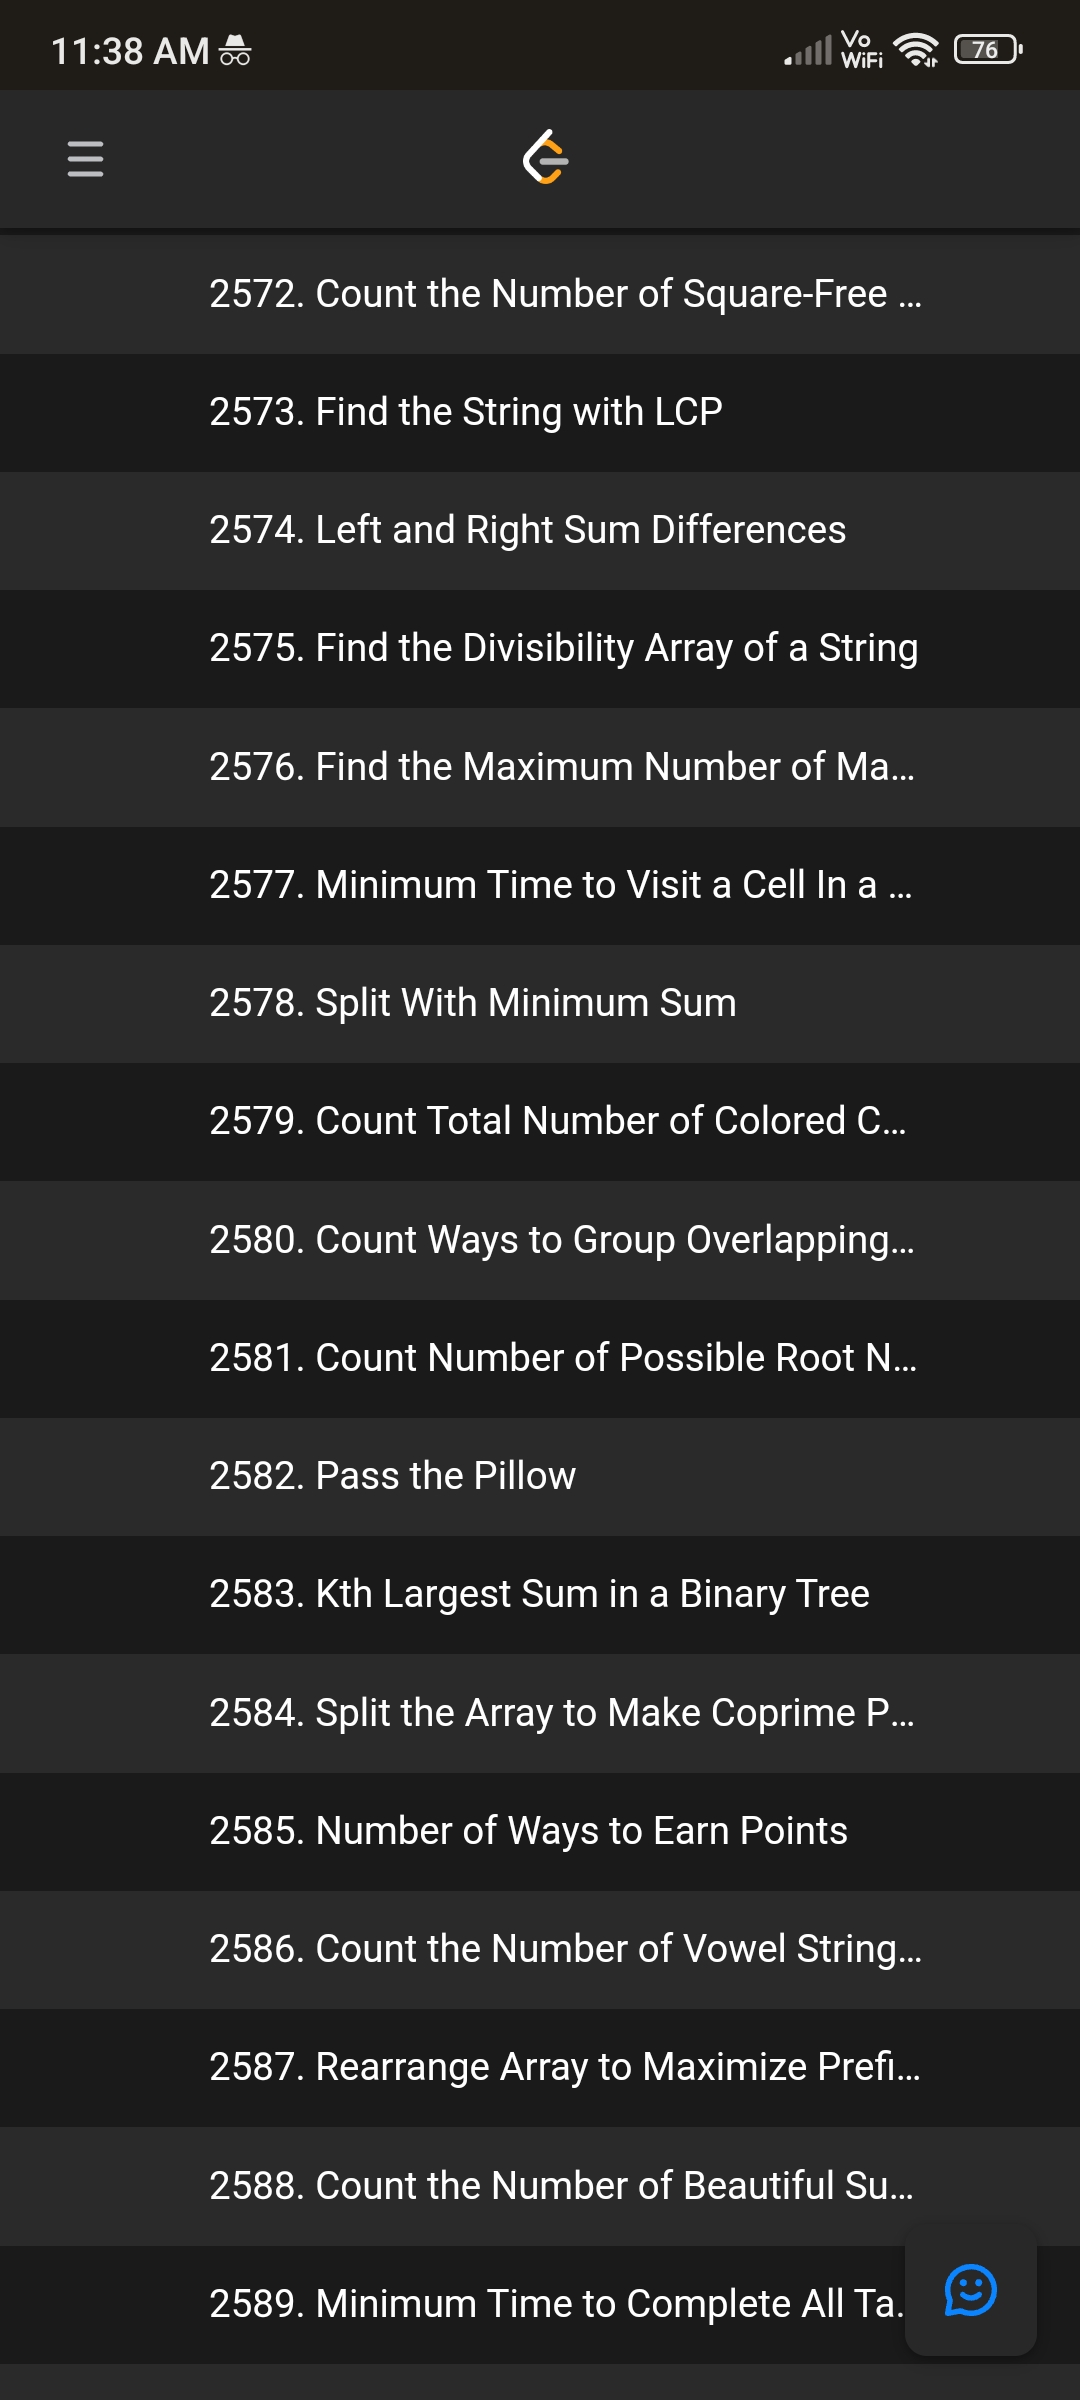 11:38 AM
Vo
WiFi
76
2572. Count the Number of Square-Free ...
2573. Find the String with LCP
2574. Left and Right Sum Differences
2575. Find the Divisibility Array of a String
2576. Find the Maximum Number of Ma...
2577. Minimum Time to Visit a Cell In a ...
2578. Split With Minimum Sum
2579. Count Total Number of Colored C...
2580. Count Ways to Group Overlapping...
2581. Count Number of Possible Root N...
2582. Pass the Pillow
2583. Kth Largest Sum in a Binary Tree
2584. Split the Array to Make Coprime P...
2585. Number of Ways to Earn Points
2586. Count the Number of Vowel String...
2587. Rearrange Array to Maximize Prefi...
2588. Count the Number of Beautiful Su...
2589. Minimum Time to Complete All Ta.